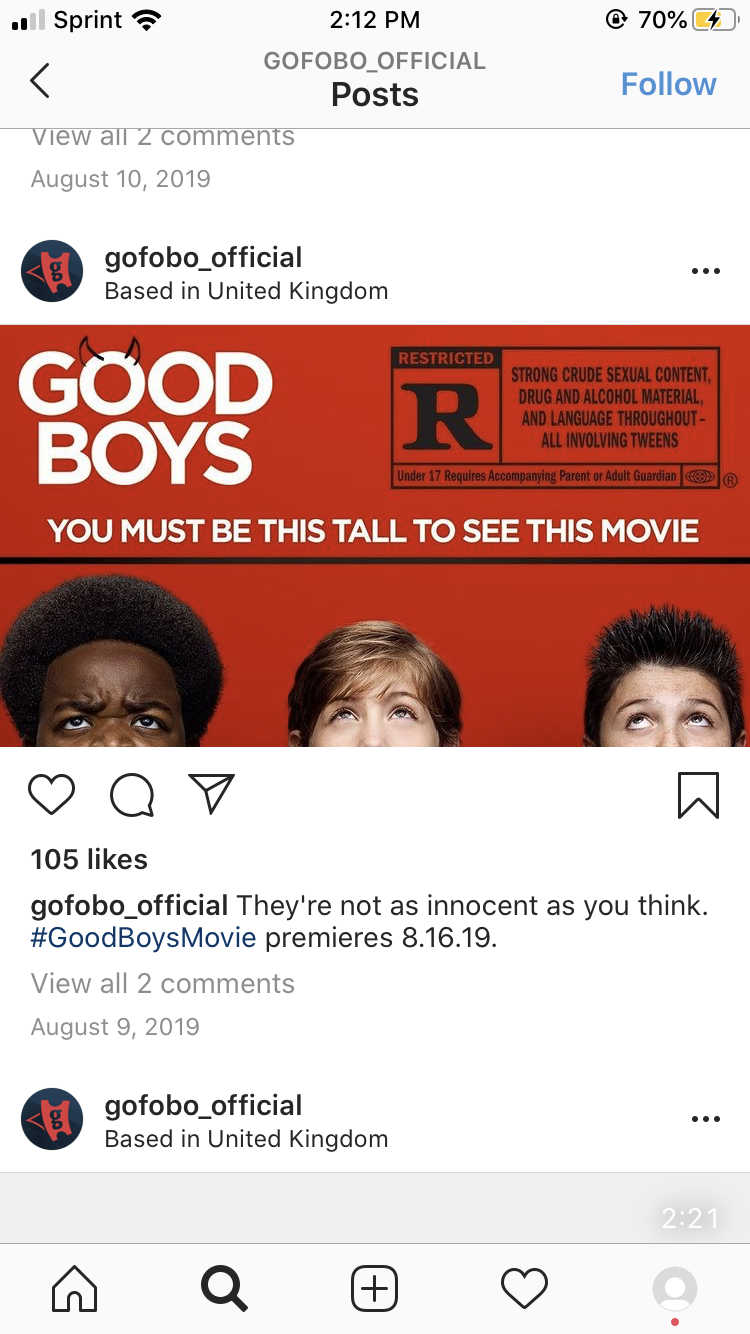 Sprint 2:12 PM 70%
GOFOBO_OFFICIAL
Posts
Follow
View all 2 comments
August 10, 2019
g
gofobo_official
Based in United Kingdom
GOOD
BOYS
RESTRICTED
R
STRONG CRUDE SEXUAL CONTENT,
DRUG AND ALCOHOL MATERIAL,
AND LANGUAGE THROUGHOUT-
ALL INVOLVING TWEENS
Under 17 Requires Accompanying Parent or Adult Guardian ®
YOU MUST BE THIS TALL TO SEE THIS MOVIE
105 likes
gofobo_official They're not as innocent as you think.
#GoodBoysMovie premieres 8.16.19.
View all 2 comments
August 9, 2019
g
gofobo_official
Based in United Kingdom
2:21